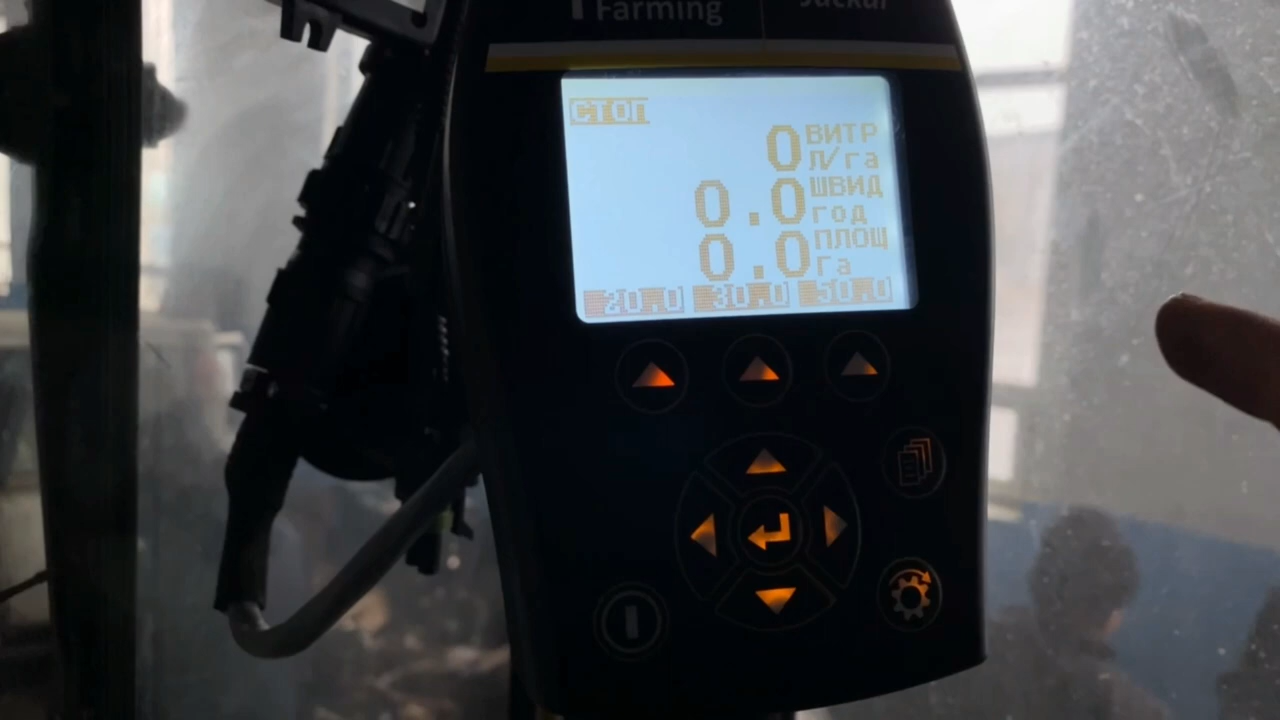 Farming
Jackal
СТОП
0 ВИТР
л/га
0.0 ШВИД
год
0.0 ПЛОЩ
га
20.0 30.0 50.0